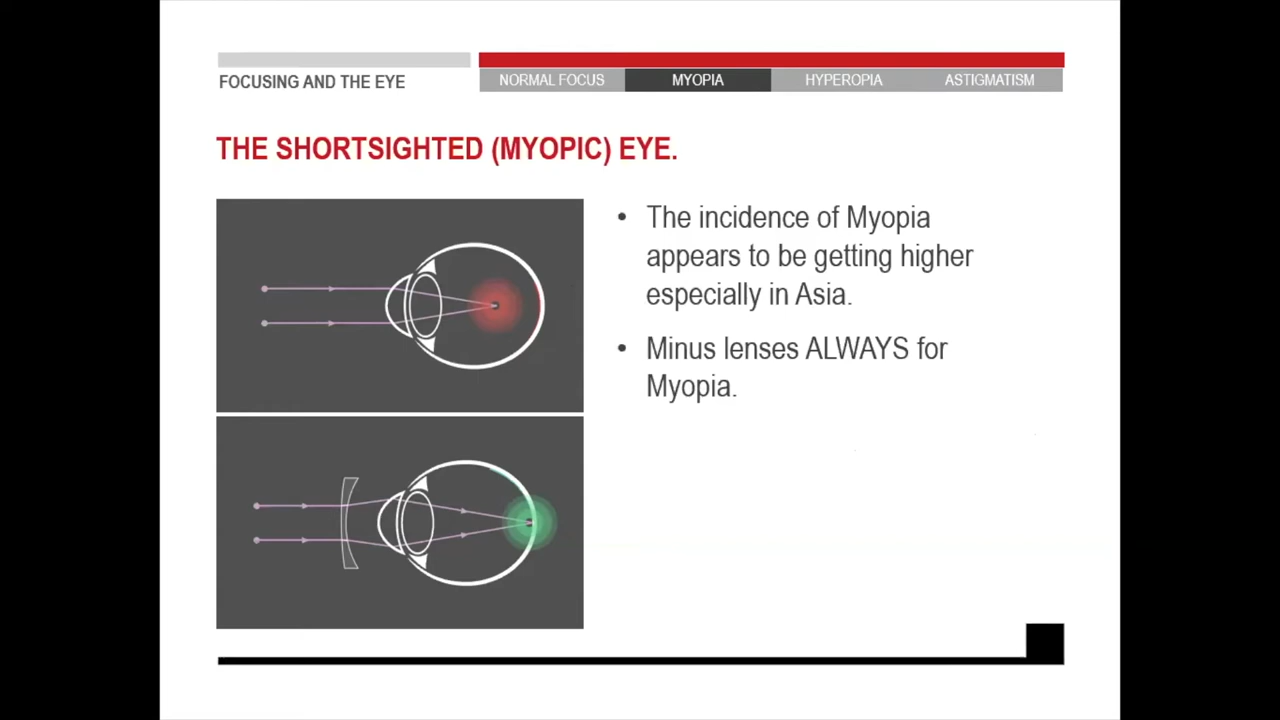 FOCUSING AND THE EYE
NORMAL FOCUS
MYOPIA
HYPEROPIA
ASTIGMATISM
THE SHORTSIGHTED (MYOPIC) EYE.
• The incidence of Myopia
appears to be getting higher
especially in Asia.
• Minus lenses ALWAYS for
Myopia.